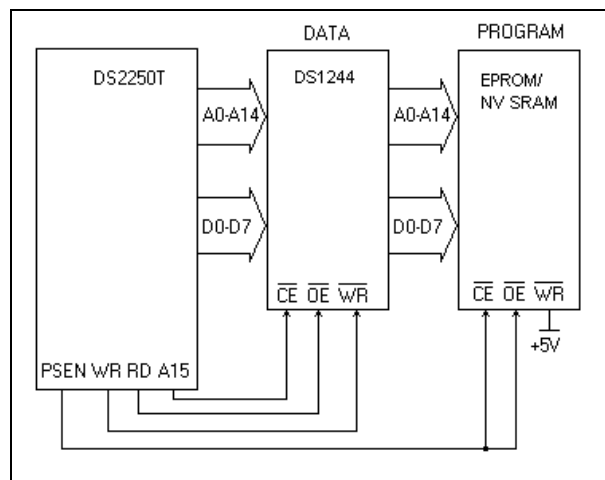 DATA
PROGRAM
DS2250T
DS1244
EPROM/
NV SRAM
A0-A14
A0-A14
D0-D7
D0-D7
CE OE WR
CE OE WR
+5V
PSEN WR RD A15